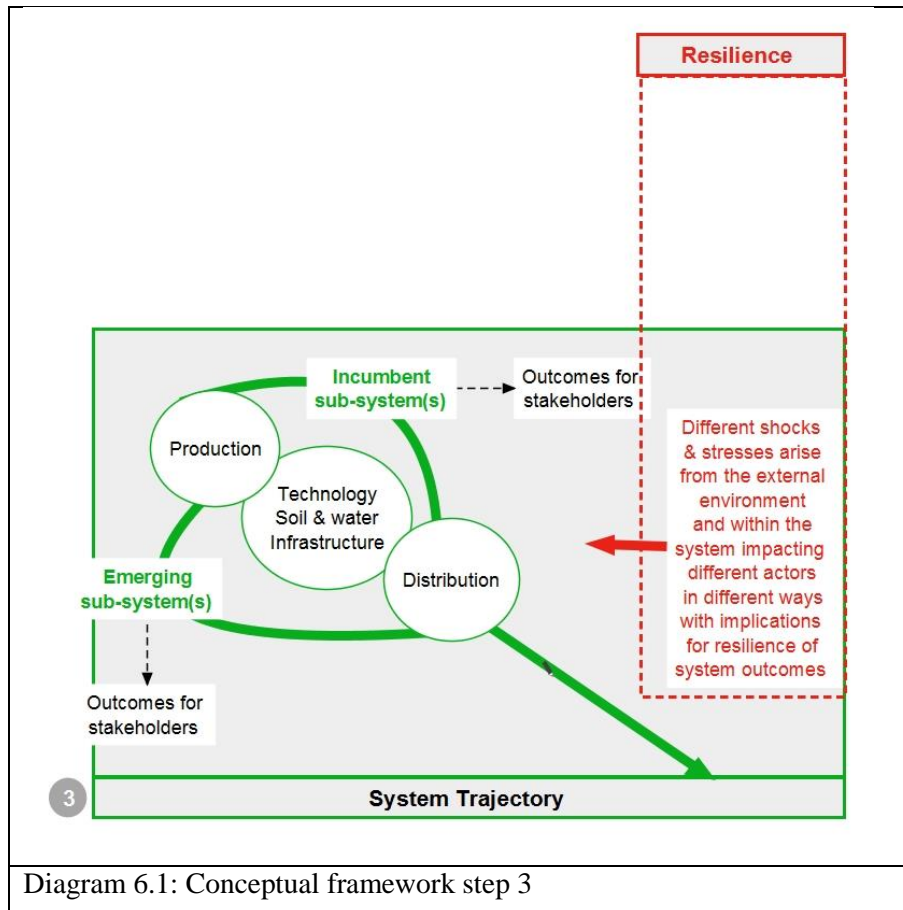 Resilience
Incumbent
sub-system(s)
Outcomes for
stakeholders
Production
Technology
Soil & water
Infrastructure
Distribution
Emerging
sub-system(s)
Outcomes for
stakeholders
Different shocks
& stresses arise
from the external
environment
and within the
system impacting
different actors
in different ways
with implications
for resilience of
system outcomes
3
System Trajectory
Diagram 6.1: Conceptual framework step 3